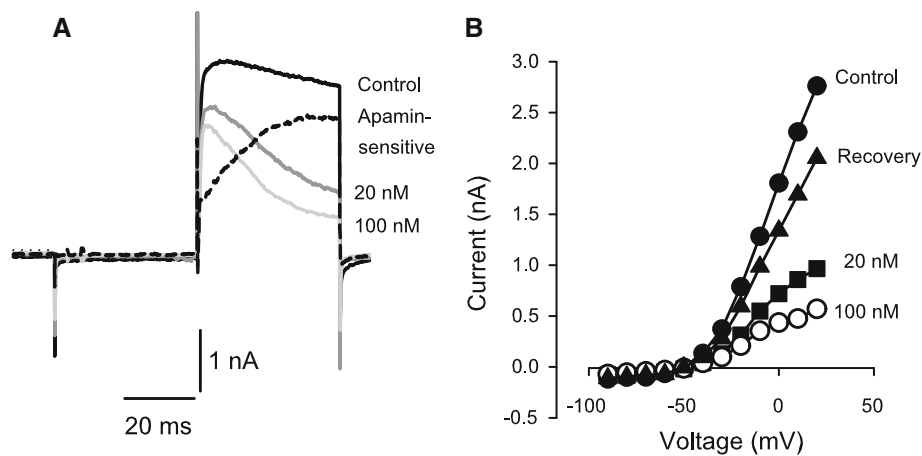 A
Control
Apamin-
sensitive
20 nM
100 nM
1 nA
20 ms
B
3.0
2.5
2.0
1.5
1.0
0.5
0.0
-0.5
Current (nA)
Control
Recovery
20 nM
100 nM
-100
-50
0
50
Voltage (mV)